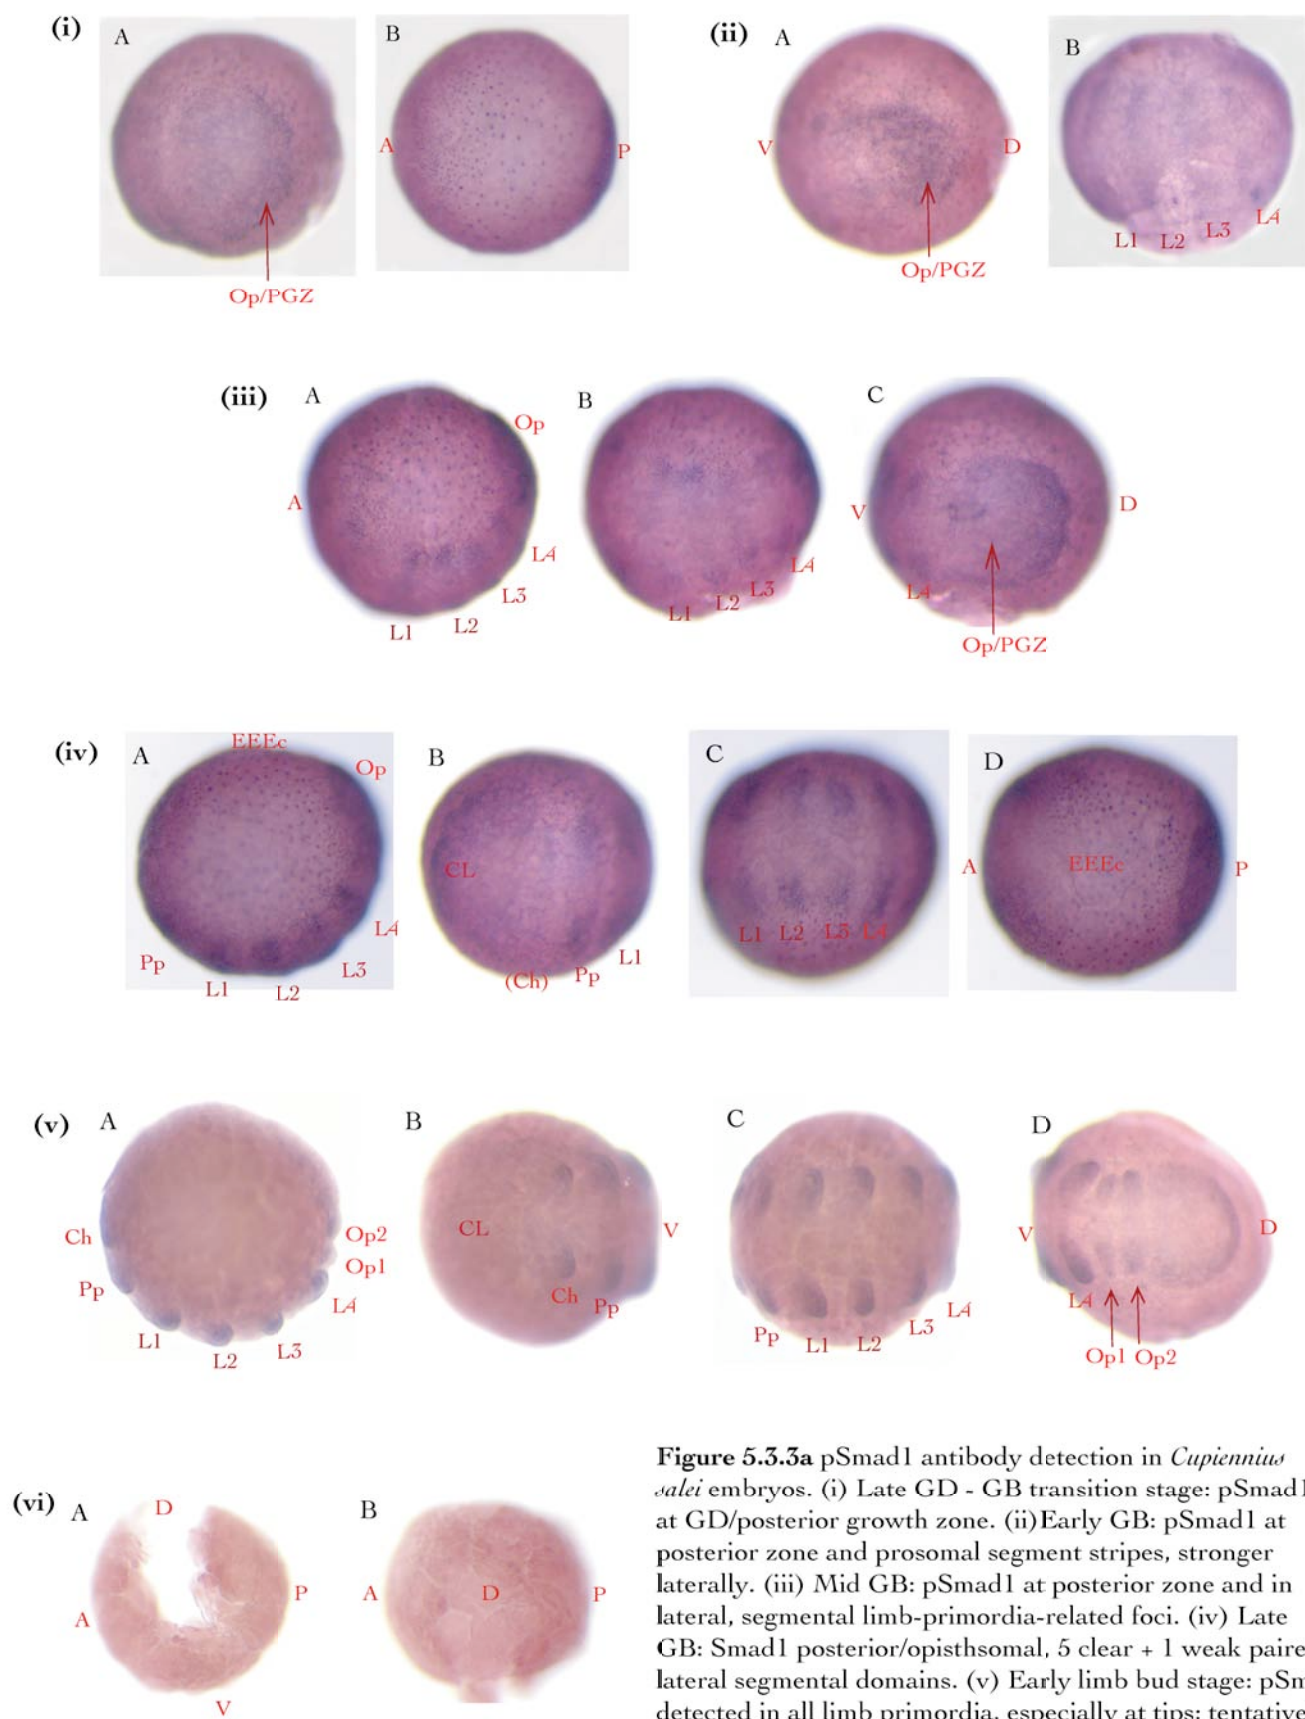 (i) A B (ii) A B
A P V D
L1 L2 L3 L4
Op/PGZ Op/PGZ
(iii) A B C
Op
A V D
L4 L4 L4
L3 L3
L2 L2
L1 L1
Op/PGZ
(iv) A EEEc B C D
Op
CL A EEEc P
L4 L1 L2 L3 L4
Pp L3 L1
L1 L2 (Ch) Pp
(v) A B C D
Ch Op2 CL V V D
Op1
Pp L4 Ch Pp L4 L4
L1 L3 Pp L1 L2 L3
L2 Op1 Op2
(vi) A D B
A P A D P
V
Figure 5.3.3a pSmad1 antibody detection in Cupiennius
salei embryos. (i) Late GD - GB transition stage: pSmad1
at GD/posterior growth zone. (ii)Early GB: pSmad1 at
posterior zone and prosomal segment stripes, stronger
laterally. (iii) Mid GB: pSmad1 at posterior zone and in
lateral, segmental limb-primordia-related foci. (iv) Late
GB: Smad1 posterior/opisthsomal, 5 clear + 1 weak paire
lateral segmental domains. (v) Early limb bud stage: pSm
detected in all limb primordia, especially at tips; tentative